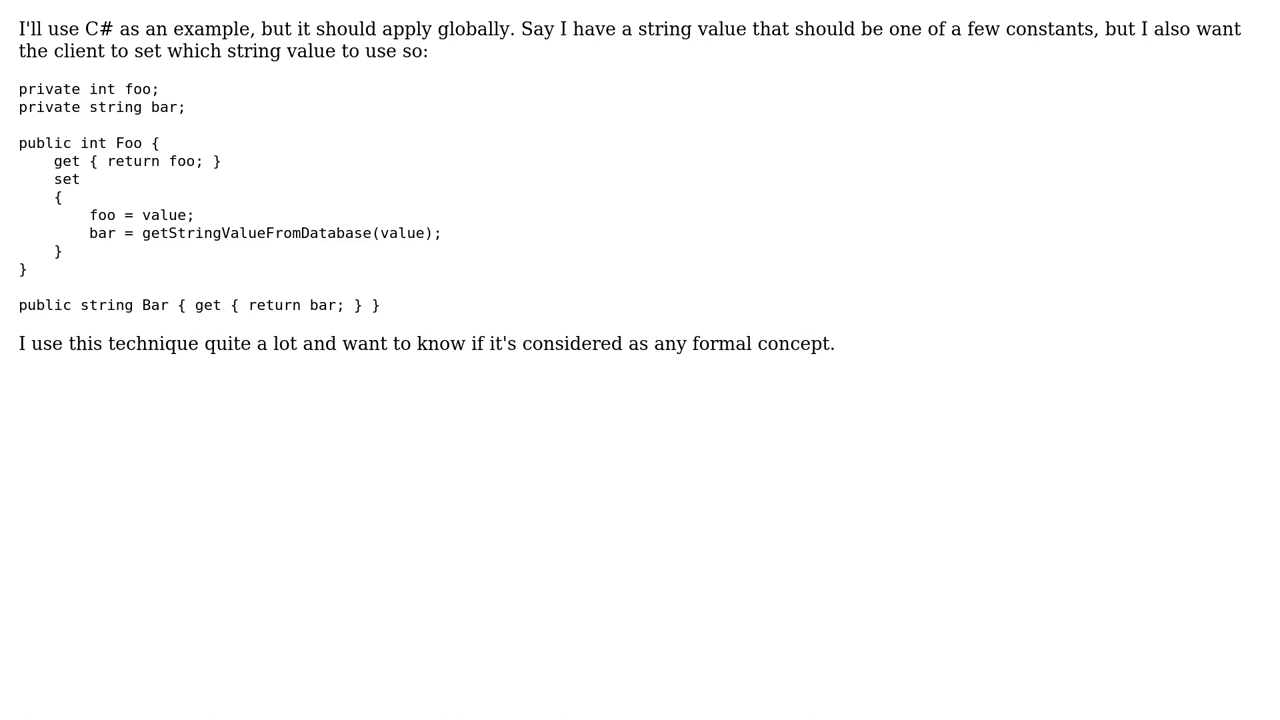 I'll use C# as an example, but it should apply globally. Say I have a string value that should be one of a few constants, but I also want
the client to set which string value to use so:
private int foo;
private string bar;
public int Foo {
    get { return foo; }
    set
    {
        foo = value;
        bar = getStringValueFromDatabase(value);
    }
}
public string Bar { get { return bar; } }
I use this technique quite a lot and want to know if it's considered as any formal concept.